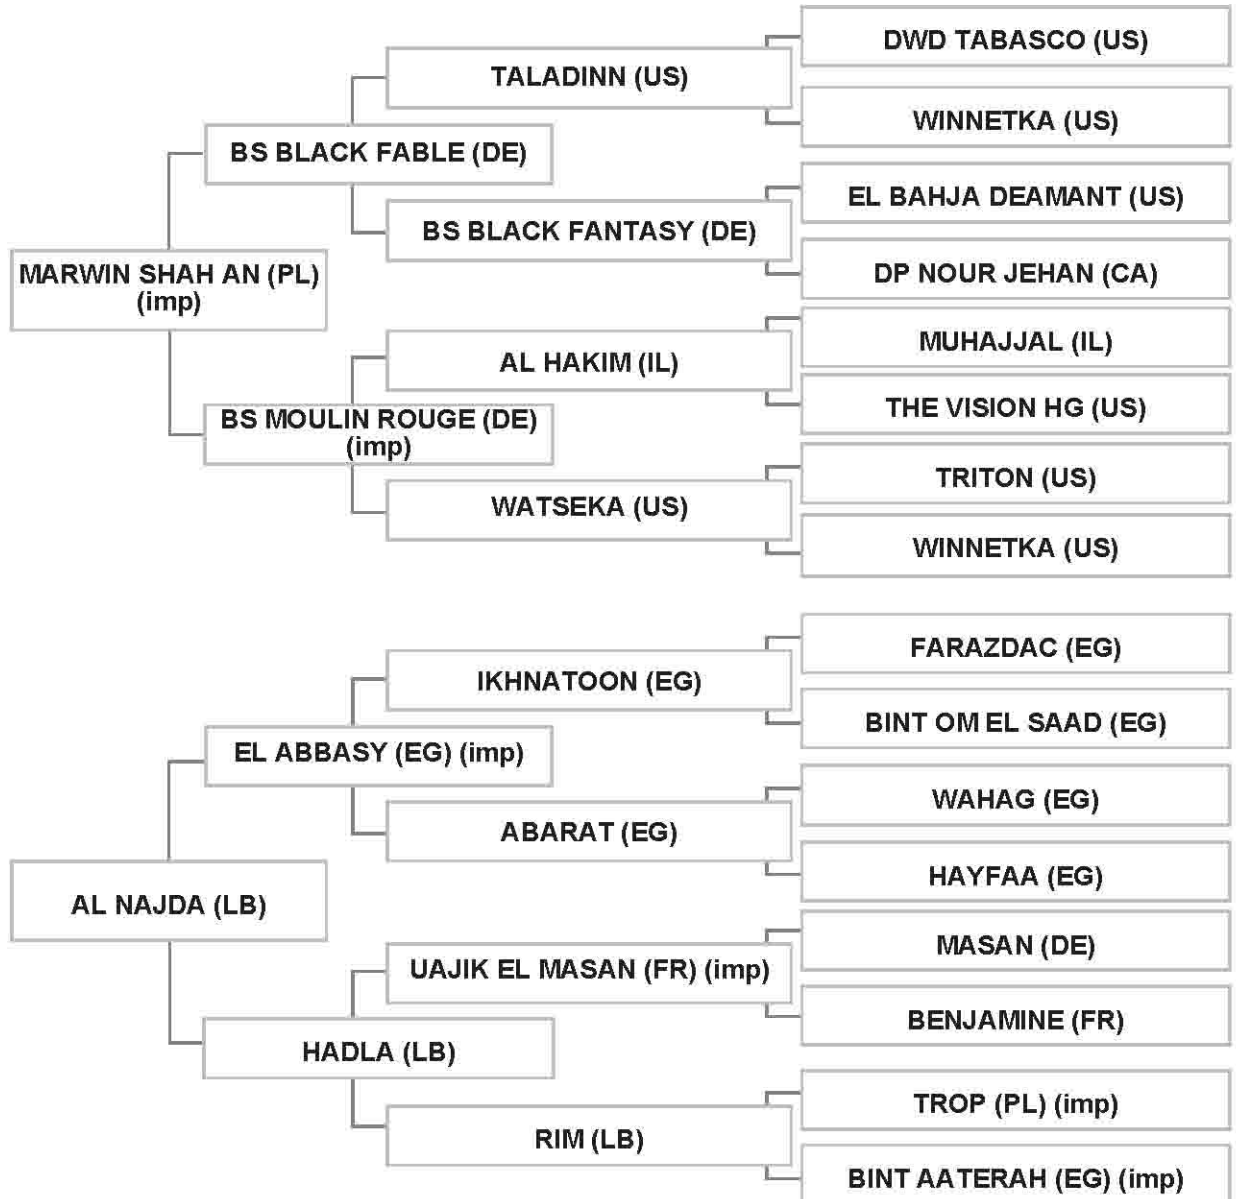 DWD TABASCO (US)
TALADINN (US)
WINNETKA (US)
BS BLACK FABLE (DE)
EL BAHJA DEAMANT (US)
BS BLACK FANTASY (DE)
DP NOUR JEHAN (CA)
MARWIN SHAH AN (PL)
(imp)
MUHAJJAL (IL)
AL HAKIM (IL)
THE VISION HG (US)
BS MOULIN ROUGE (DE)
(imp)
TRITON (US)
WATSEKA (US)
WINNETKA (US)
FARAZDAC (EG)
IKHNATOON (EG)
BINT OM EL SAAD (EG)
EL ABBASY (EG) (imp)
WAHAG (EG)
ABARAT (EG)
HAYFAA (EG)
AL NAJDA (LB)
MASAN (DE)
UAJIK EL MASAN (FR) (imp)
BENJAMINE (FR)
HADLA (LB)
TROP (PL) (imp)
RIM (LB)
BINT AATERAH (EG) (imp)